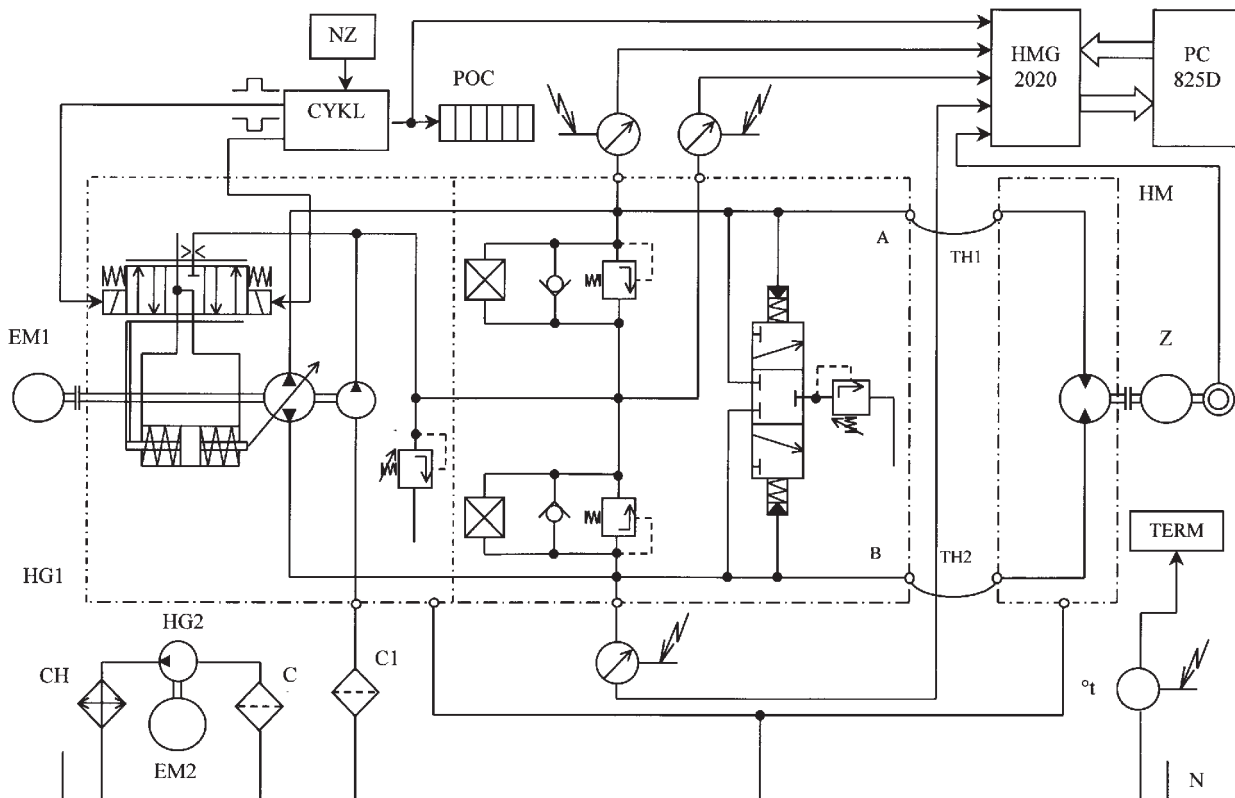 NZ
CYKL
POC
HMG
2020
PC
825D
HM
A
TH1
EM1
Z
B
TH2
TERM
HG1
HG2
CH
C
C1
°t
EM2
N